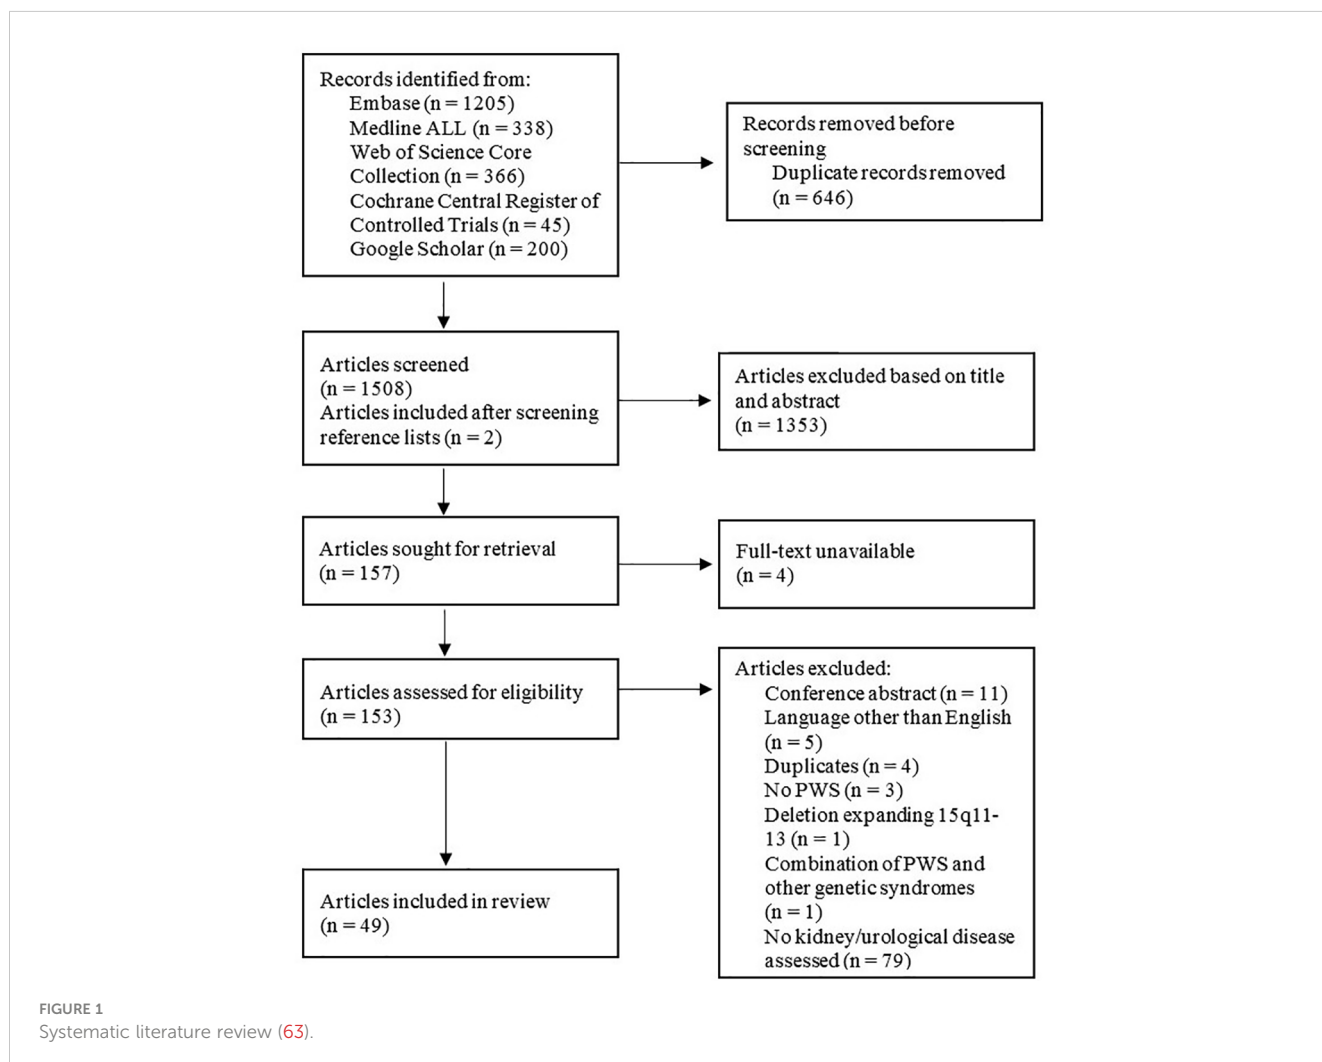 Records identified from:
Embase (n = 1205)
Medline ALL (n = 338)
Web of Science Core
Collection (n = 366)
Cochrane Central Register of
Controlled Trials (n = 45)
Google Scholar (n = 200)
Records removed before
screening
Duplicate records removed
(n = 646)
Articles screened
(n = 1508)
Articles included after screening
reference lists (n = 2)
Articles excluded based on title
and abstract
(n = 1353)
Articles sought for retrieval
(n = 157)
Full-text unavailable
(n = 4)
Articles assessed for eligibility
(n = 153)
Articles excluded:
Conference abstract (n = 11)
Language other than English
(n = 5)
Duplicates (n = 4)
No PWS (n = 3)
Deletion expanding 15q11-
13 (n = 1)
Combination of PWS and
other genetic syndromes
(n = 1)
No kidney/urological disease
assessed (n = 79)
Articles included in review
(n = 49)
FIGURE 1
Systematic literature review (63).